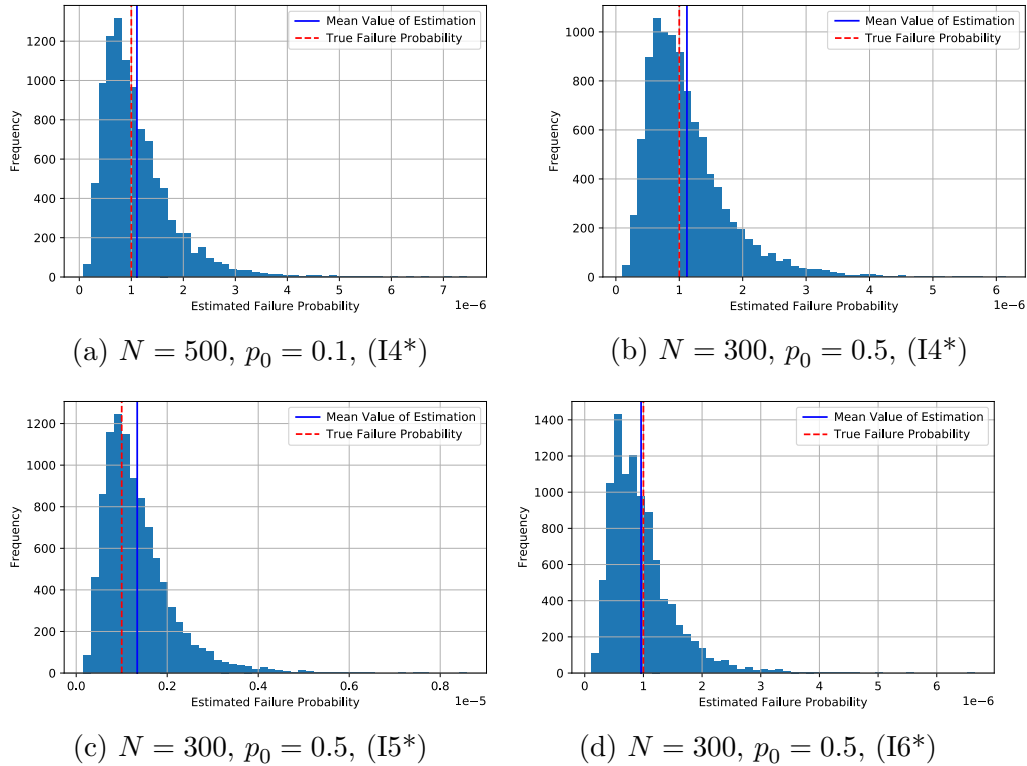 Mean Value of Estimation
True Failure Probability
Frequency
1200
1000
800
600
400
200
0
0 1 2 3 4 5 6 7
Estimated Failure Probability
1e−6
(a) N = 500, p0 = 0.1, (I4*)
Mean Value of Estimation
True Failure Probability
Frequency
1000
800
600
400
200
0
0 1 2 3 4 5 6
Estimated Failure Probability
1e−6
(b) N = 300, p0 = 0.5, (I4*)
Mean Value of Estimation
True Failure Probability
Frequency
1200
1000
800
600
400
200
0
0.0 0.2 0.4 0.6 0.8
Estimated Failure Probability
1e−5
(c) N = 300, p0 = 0.5, (I5*)
Mean Value of Estimation
True Failure Probability
Frequency
1400
1200
1000
800
600
400
200
0
0 1 2 3 4 5 6
Estimated Failure Probability
1e−6
(d) N = 300, p0 = 0.5, (I6*)